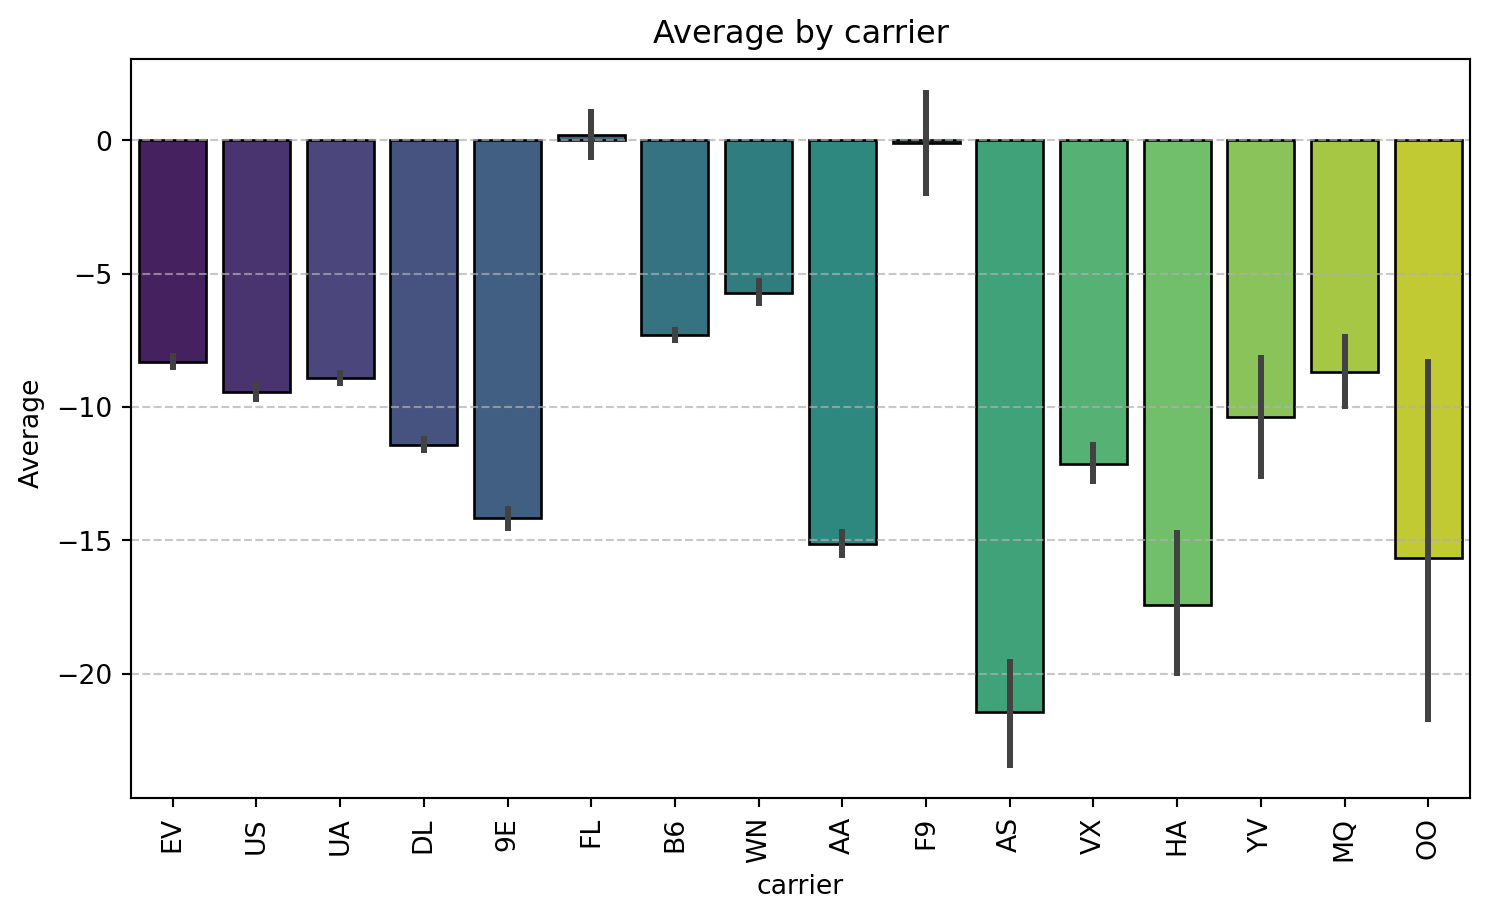 Average by carrier
Average
0
−5
−10
−15
−20
EV US UA DL 9E FL B6 WN AA F9 AS VX HA YV MQ OO
carrier